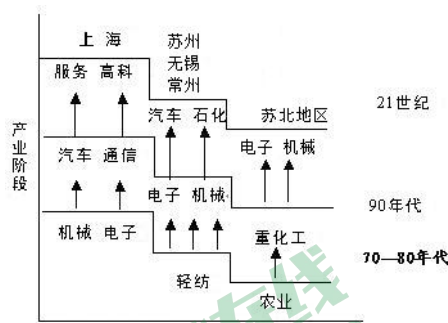 上 海
苏州
无锡
常州
服务 高科
汽车 石化
苏北地区
21世纪
产业阶段
汽车 通信
电子 机械
电子 机械
90年代
机械 电子
重化工
70—80年代
轻纺
农业
在线